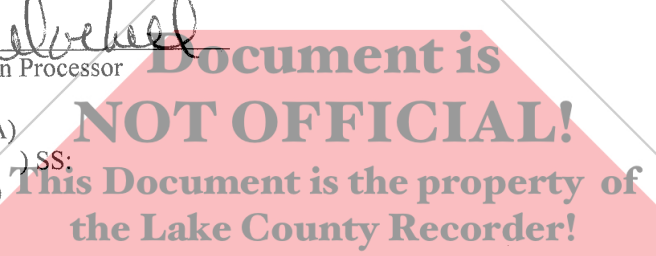 n Processor
Document is
NOT OFFICIAL!
A)
) SS:
)
This Document is the property of
the Lake County Recorder!